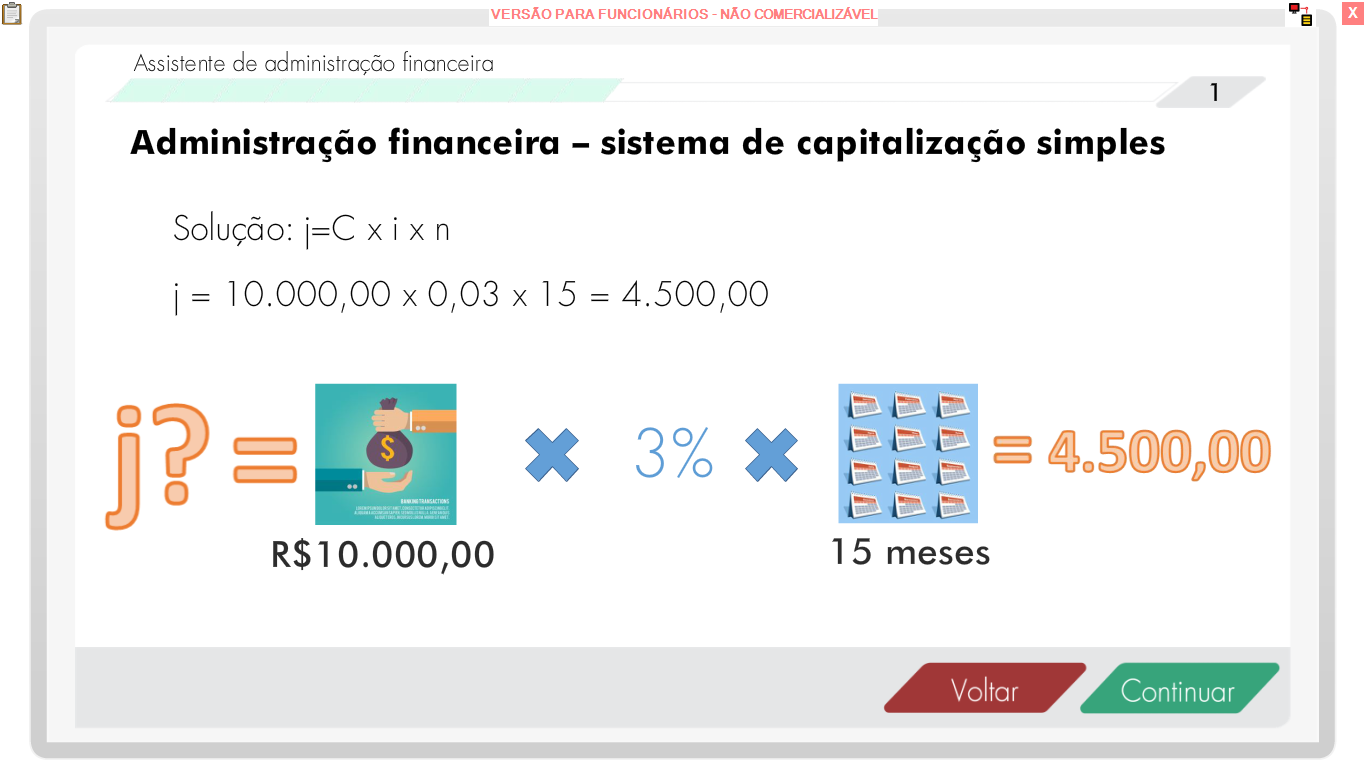 VERSÃO PARA FUNCIONÁRIOS - NÃO COMERCIALIZÁVEL
X
Assistente de administração financeira
1
Administração financeira – sistema de capitalização simples
Solução: j=C x i x n
j = 10.000,00 x 0,03 x 15 = 4.500,00
j? =
$
BANKING TRANSACTIONS
3%
= 4.500,00
R$10.000,00
15 meses
Voltar
Continuar